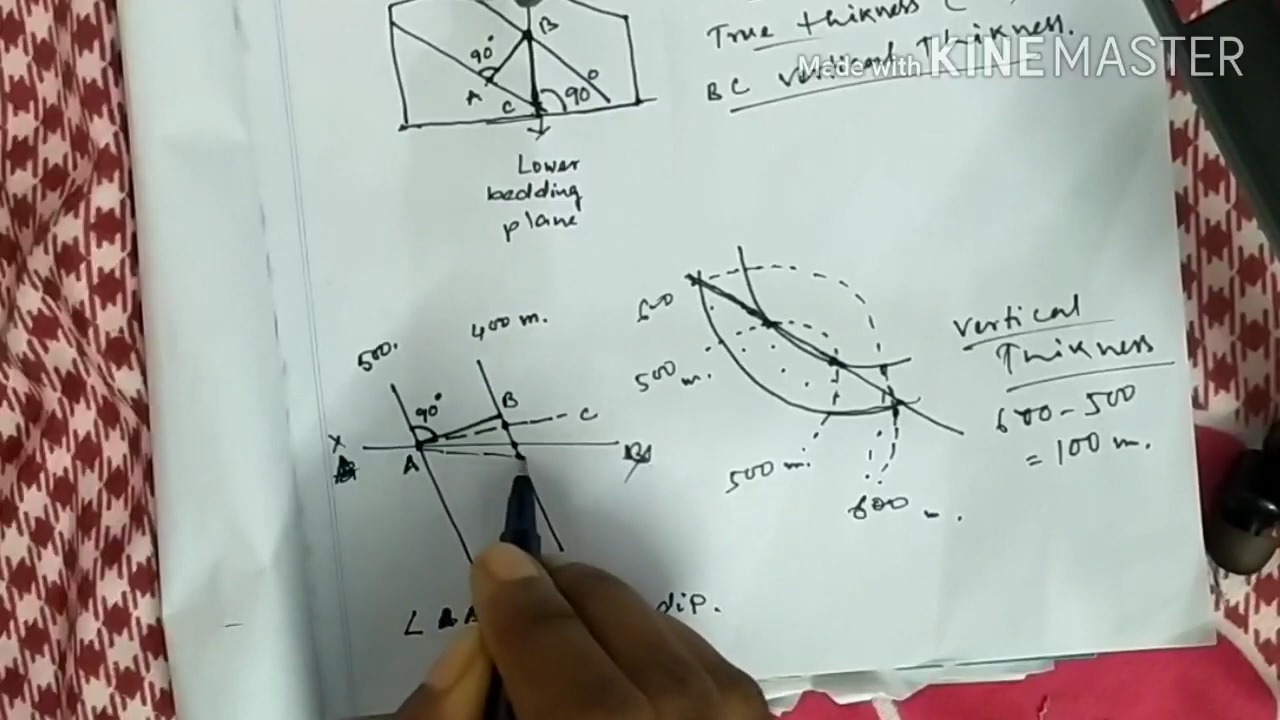 True thikness (
BC vertical Thikness.
Made with KINEMASTER
B
90°
A
C
90
Lower
bedding
plane
500.
400 m.
90°
B
C
X
A
600
500 m.
500 m.
600 m.
Vertical
Thikness
600 - 500
= 100 m.
dip.